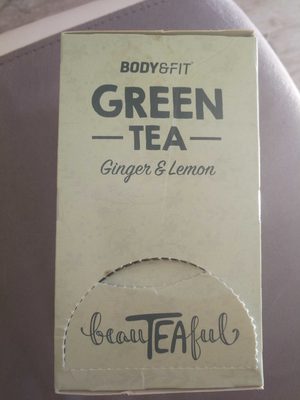 BODY&FIT
GREEN
TEA
Ginger & Lemon
beauTEAful